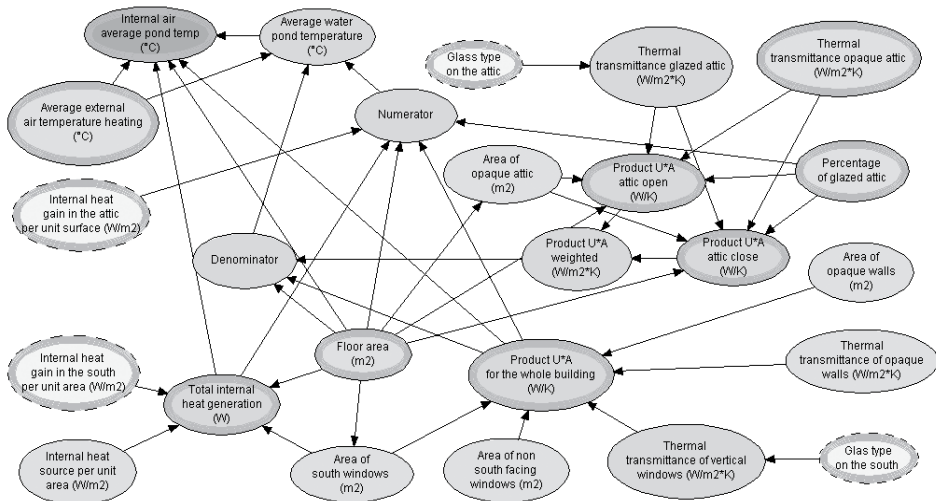 Internal air
average pond temp
(*C)
Average water
pond temperature
(*C)
Glass type
on the attic
Thermal
transmittance glazed attic
(W/m2*K)
Thermal
transmittance opaque attic
(W/m2*K)
Average external
air temperature heating
(*C)
Numerator
Area of
opaque attic
(m2)
Product U*A
attic open
(W/K)
Percentage
of glazed attic
Internal heat
gain in the attic
per unit surface (W/m2)
Denominator
Product U*A
weighted
(W/m2*K)
Product U*A
attic close
(W/K)
Area of
opaque walls
(m2)
Internal heat
gain in the south
per unit area (W/m2)
Floor area
(m2)
Product U*A
for the whole building
(W/K)
Thermal
transmittance of opaque
walls (W/m2*K)
Total internal
heat generation
(W)
Internal heat
source per unit
area (W/m2)
Area of
south windows
(m2)
Area of non
south facing
windows (m2)
Thermal
transmittance of vertical
windows (W/m2*K)
Glas type
on the south